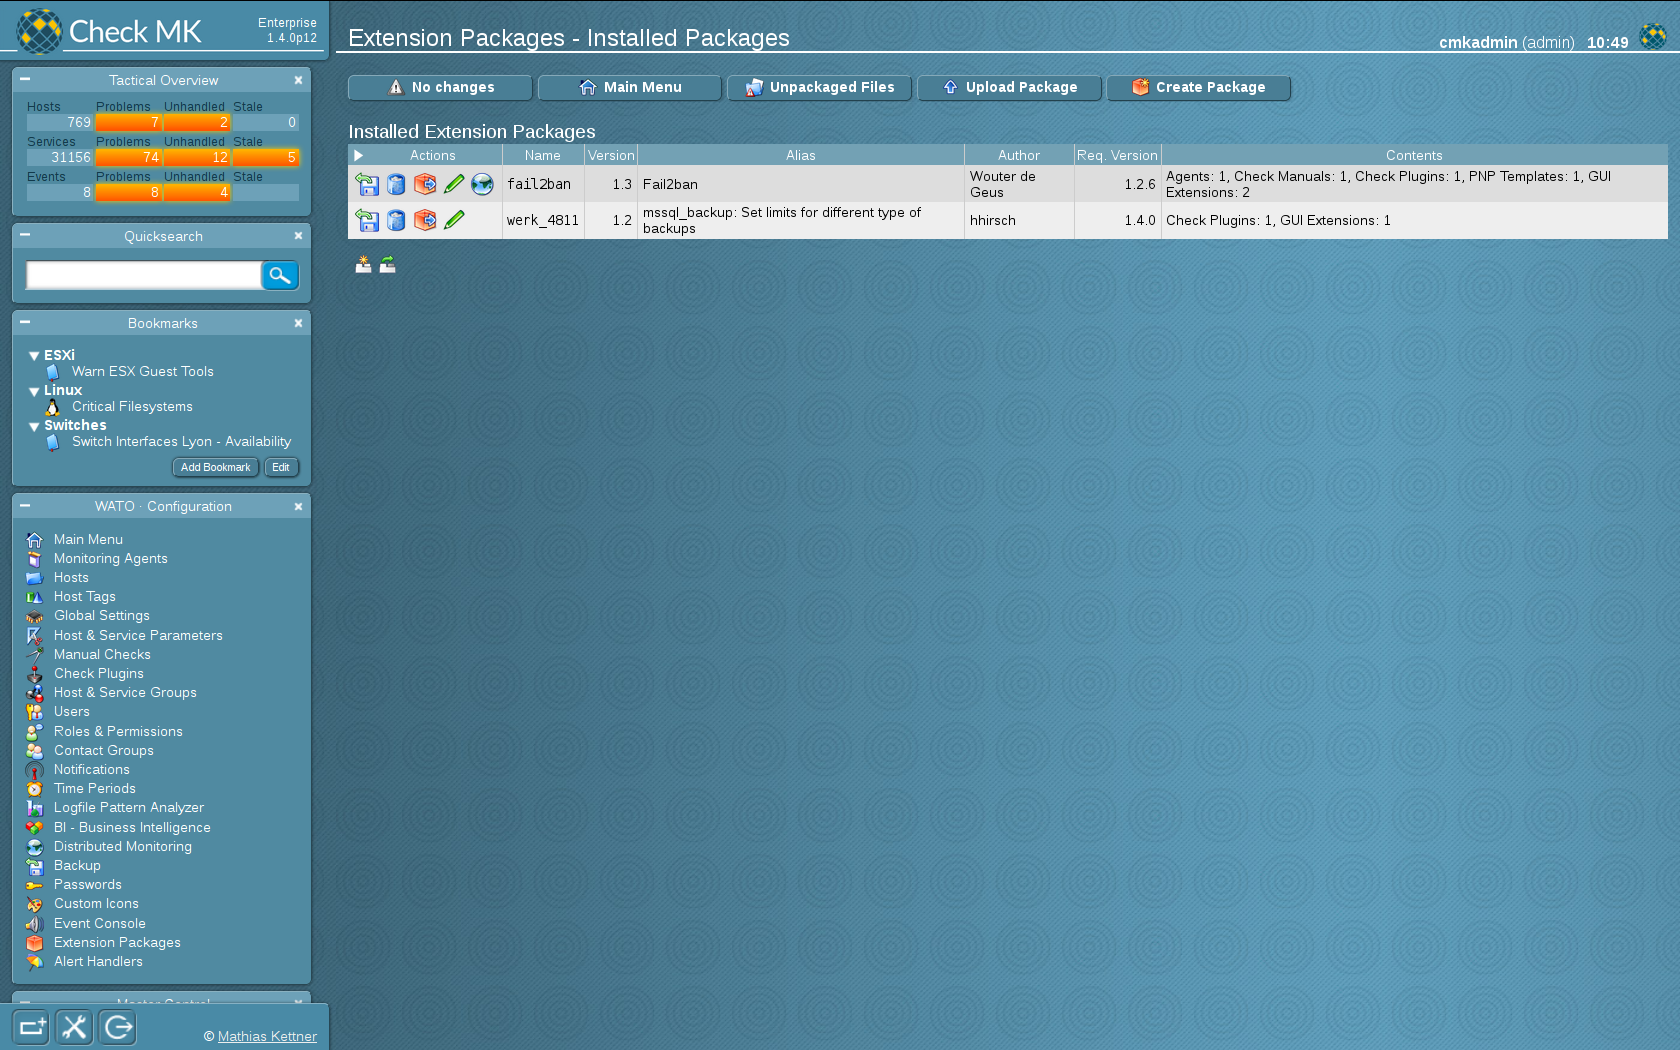 Check MK
Enterprise
1.4.0p12
Extension Packages - Installed Packages
cmkadmin (admin) 10:49
Tactical Overview
Hosts Problems Unhandled Stale
769 7 2 0
Services Problems Unhandled Stale
31156 74 12 5
Events Problems Unhandled Stale
8 8 4
Quicksearch
Bookmarks
ESXi
Warn ESX Guest Tools
Linux
Critical Filesystems
Switches
Switch Interfaces Lyon - Availability
Add Bookmark Edit
WATO · Configuration
Main Menu
Monitoring Agents
Hosts
Host Tags
Global Settings
Host & Service Parameters
Manual Checks
Check Plugins
Host & Service Groups
Users
Roles & Permissions
Contact Groups
Notifications
Time Periods
Logfile Pattern Analyzer
BI - Business Intelligence
Distributed Monitoring
Backup
Passwords
Custom Icons
Event Console
Extension Packages
Alert Handlers
Master Control
© Mathias Kettner
No changes Main Menu Unpackaged Files Upload Package Create Package
Installed Extension Packages
Actions Name Version Alias Author Req. Version Contents
fail2ban 1.3 Fail2ban Wouter de Geus 1.2.6 Agents: 1, Check Manuals: 1, Check Plugins: 1, PNP Templates: 1, GUI Extensions: 2
werk_4811 1.2 mssql_backup: Set limits for different type of backups hhirsch 1.4.0 Check Plugins: 1, GUI Extensions: 1